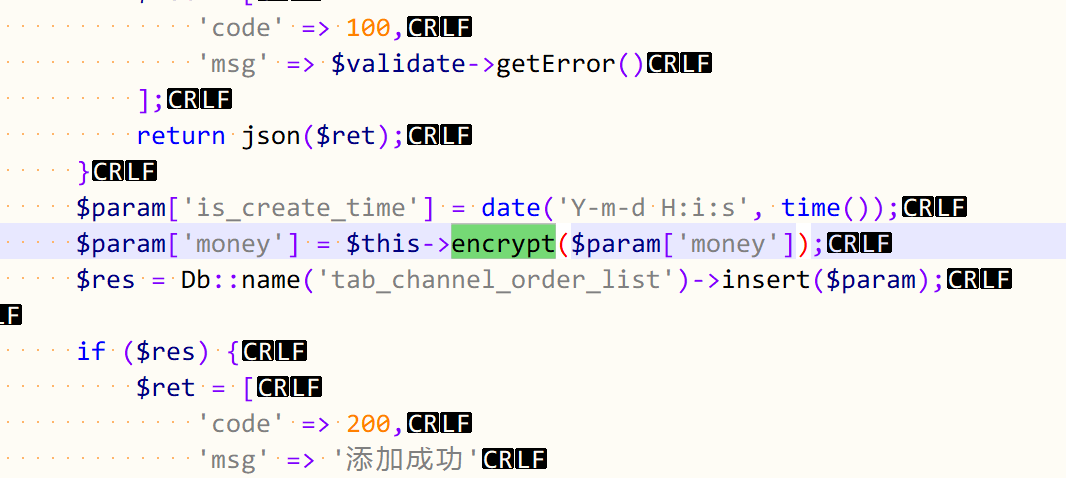 'code' => 100,CRLF
'msg' => $validate->getError()CRLF
];CRLF
return json($ret);CRLF
}CRLF
$param['is_create_time'] = date('Y-m-d H:i:s', time());CRLF
$param['money'] = $this->encrypt($param['money']);CRLF
$res = Db::name('tab_channel_order_list')->insert($param);CRLF
LF
if ($res) {CRLF
$ret = [CRLF
'code' => 200,CRLF
'msg' => '添加成功'CRLF